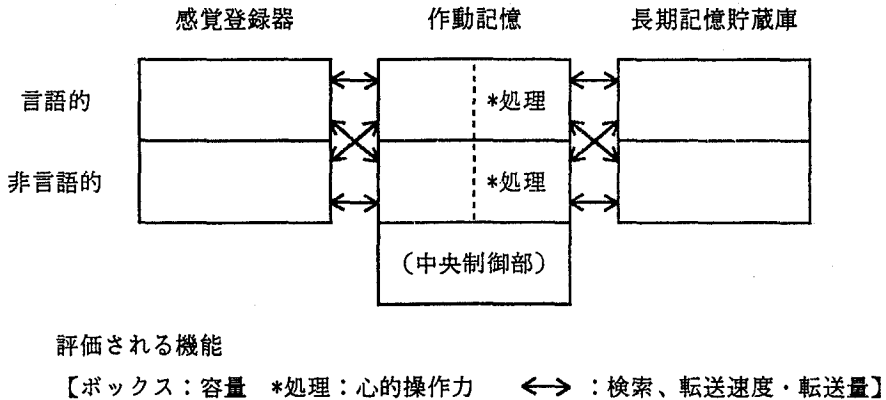 感覚登録器 作動記憶 長期記憶貯蔵庫
言語的 *処理
非言語的 *処理
(中央制御部)
評価される機能
【ボックス：容量 *処理：心的操作力 ⟷ ：検索、転送速度・転送量】